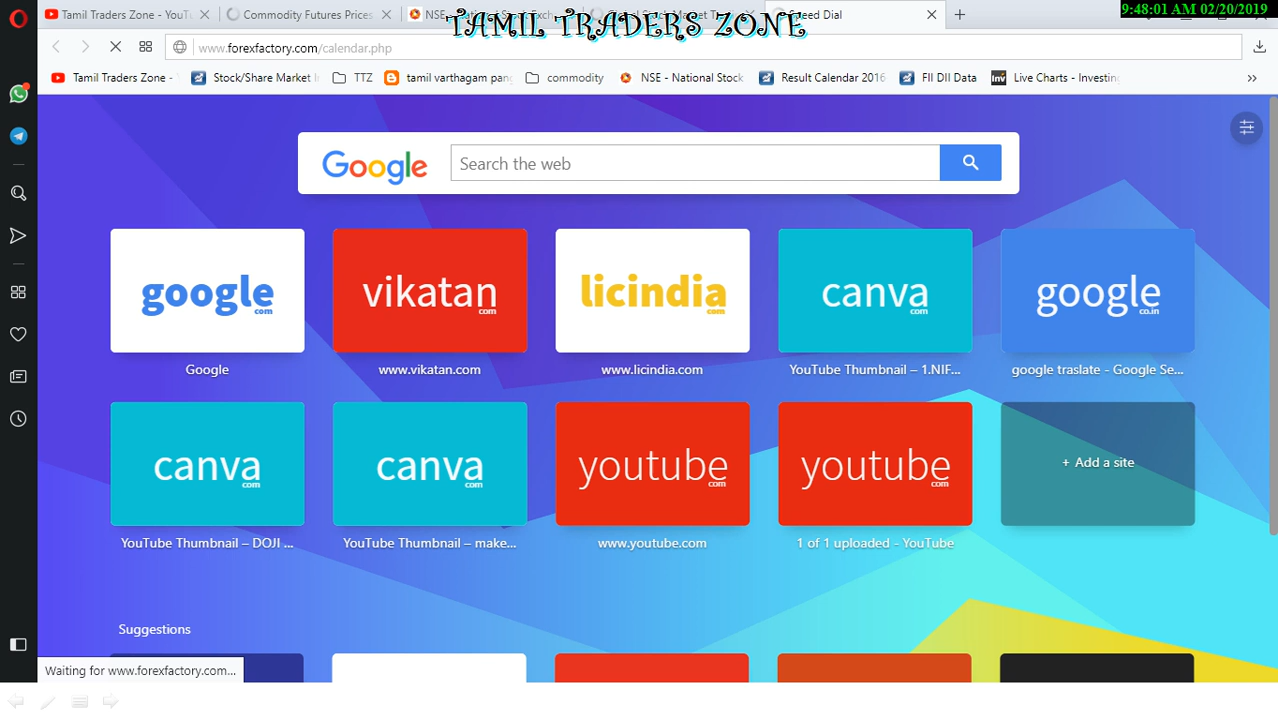 Tamil Traders Zone - YouT
Commodity Futures Prices
Speed Dial
9:48:01 AM 02/20/2019
TAMIL TRADERS ZONE
www.forexfactory.com/calendar.php
Tamil Traders Zone -
Stock/Share Market I
TTZ
tamil varthagam pan
commodity
NSE - National Stock
Result Calendar 2016
FII DII Data
Live Charts - Investin
Google
Search the web
google
com
vikatan
com
licindia
com
canva
com
google
co.in
Google
www.vikatan.com
www.licindia.com
YouTube Thumbnail – 1.NIF...
google traslate - Google Se...
canva
com
canva
com
youtube
com
youtube
com
+ Add a site
YouTube Thumbnail – DOJI ...
YouTube Thumbnail – make...
www.youtube.com
1 of 1 uploaded - YouTube
Suggestions
Waiting for www.forexfactory.com...